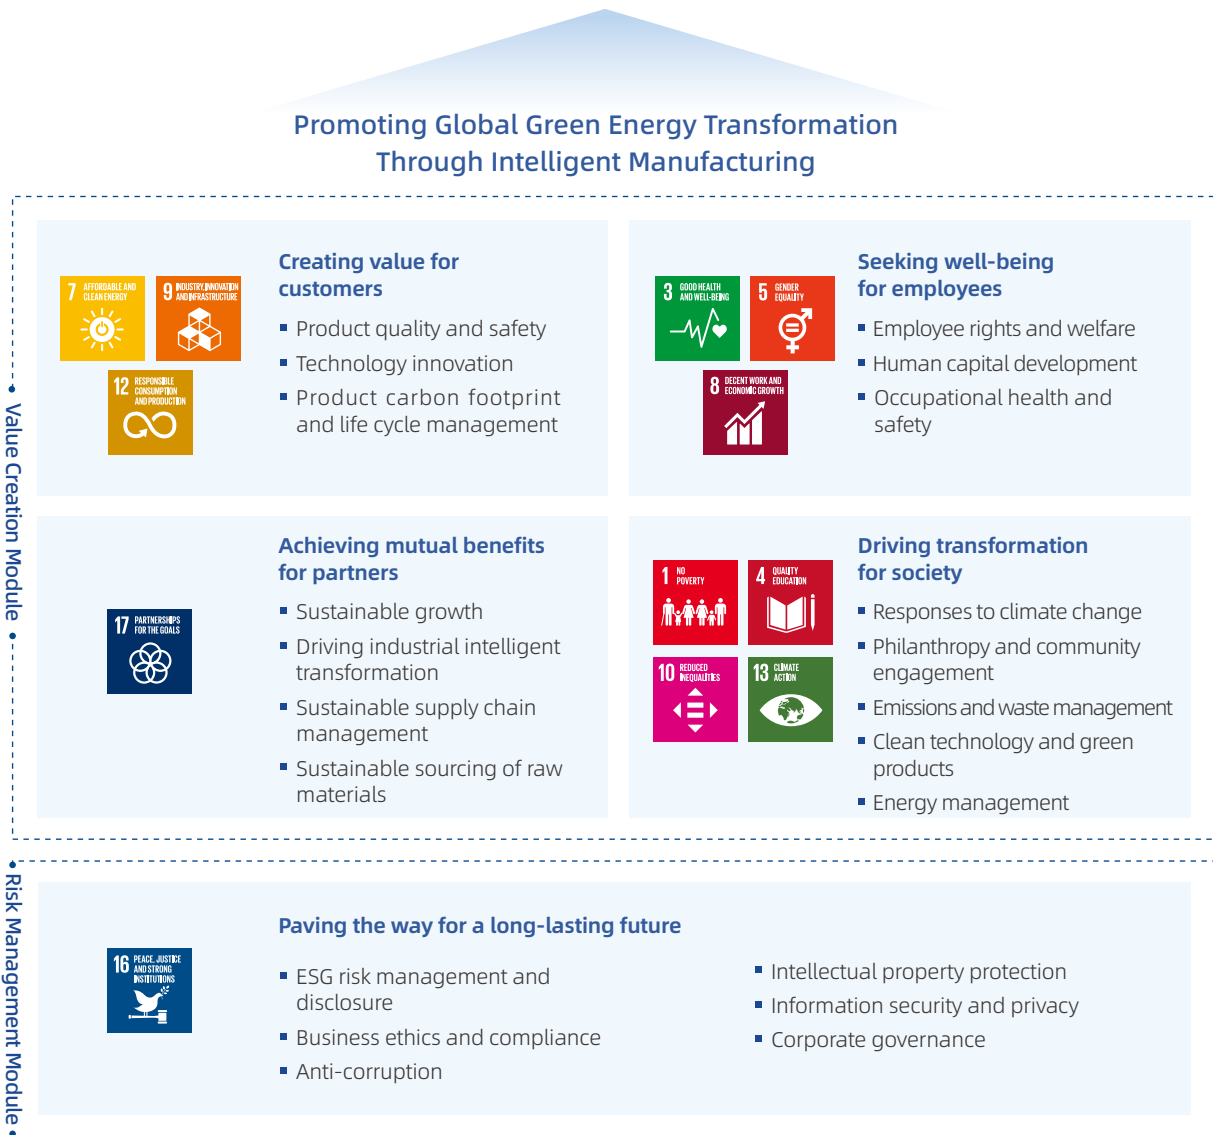 Promoting Global Green Energy Transformation
Through Intelligent Manufacturing
Value Creation Module
7 AFFORDABLE AND
CLEAN ENERGY
9 INDUSTRY, INNOVATION
AND INFRASTRUCTURE
12 RESPONSIBLE
CONSUMPTION
AND PRODUCTION
Creating value for
customers
Product quality and safety
Technology innovation
Product carbon footprint
and life cycle management
3 GOOD HEALTH
AND WELL-BEING
5 GENDER
EQUALITY
8 DECENT WORK AND
ECONOMIC GROWTH
Seeking well-being
for employees
Employee rights and welfare
Human capital development
Occupational health and
safety
17 PARTNERSHIPS
FOR THE GOALS
Achieving mutual benefits
for partners
Sustainable growth
Driving industrial intelligent
transformation
Sustainable supply chain
management
Sustainable sourcing of raw
materials
1 NO
POVERTY
4 QUALITY
EDUCATION
10 REDUCED
INEQUALITIES
13 CLIMATE
ACTION
Driving transformation
for society
Responses to climate change
Philanthropy and community
engagement
Emissions and waste management
Clean technology and green
products
Energy management
Risk Management Module
16 PEACE, JUSTICE
AND STRONG
INSTITUTIONS
Paving the way for a long-lasting future
ESG risk management and
disclosure
Business ethics and compliance
Anti-corruption
Intellectual property protection
Information security and privacy
Corporate governance